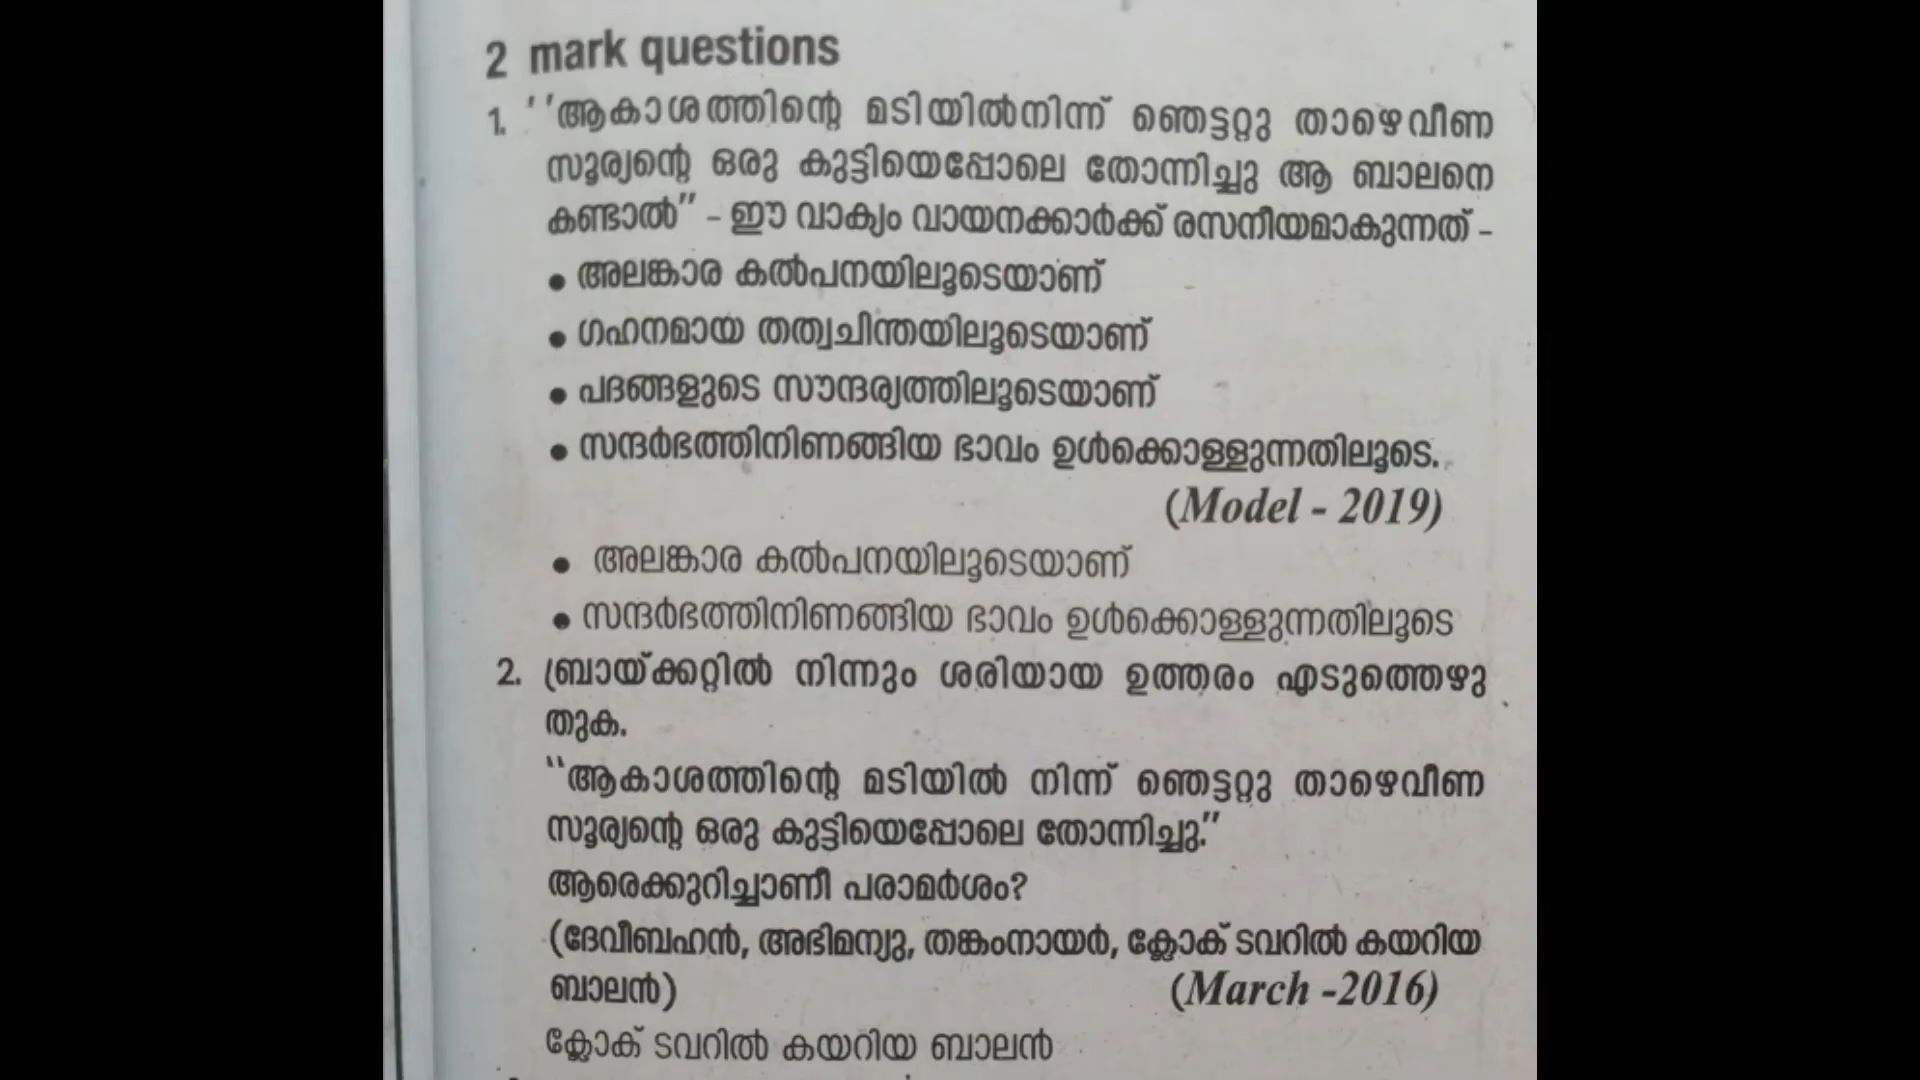 2 mark questions
1. ''ആകാശത്തിന്റെ മടിയിൽനിന്ന് ഞെട്ടറ്റു താഴെവീണ
സൂര്യന്റെ ഒരു കുട്ടിയെപ്പോലെ തോന്നിച്ചു ആ ബാലനെ
കണ്ടാൽ" - ഈ വാക്യം വായനക്കാർക്ക് രസനീയമാകുന്നത് -
• അലങ്കാര കൽപനയിലൂടെയാണ്
• ഗഹനമായ തത്വചിന്തയിലൂടെയാണ്
• പദങ്ങളുടെ സൗന്ദര്യത്തിലൂടെയാണ്
• സന്ദർഭത്തിനിണങ്ങിയ ഭാവം ഉൾക്കൊള്ളുന്നതിലൂടെ.
(Model - 2019)
• അലങ്കാര കൽപനയിലൂടെയാണ്
• സന്ദർഭത്തിനിണങ്ങിയ ഭാവം ഉൾക്കൊള്ളുന്നതിലൂടെ
2. ബ്രായ്ക്കറ്റിൽ നിന്നും ശരിയായ ഉത്തരം എടുത്തെഴു
തുക.
"ആകാശത്തിന്റെ മടിയിൽ നിന്ന് ഞെട്ടറ്റു താഴെവീണ
സൂര്യന്റെ ഒരു കുട്ടിയെപ്പോലെ തോന്നിച്ചു."
ആരെക്കുറിച്ചാണീ പരാമർശം?
(ദേവീബഹൻ, അഭിമന്യു, തങ്കംനായർ, ക്ലോക് ടവറിൽ കയറിയ
ബാലൻ) (March -2016)
ക്ലോക് ടവറിൽ കയറിയ ബാലൻ